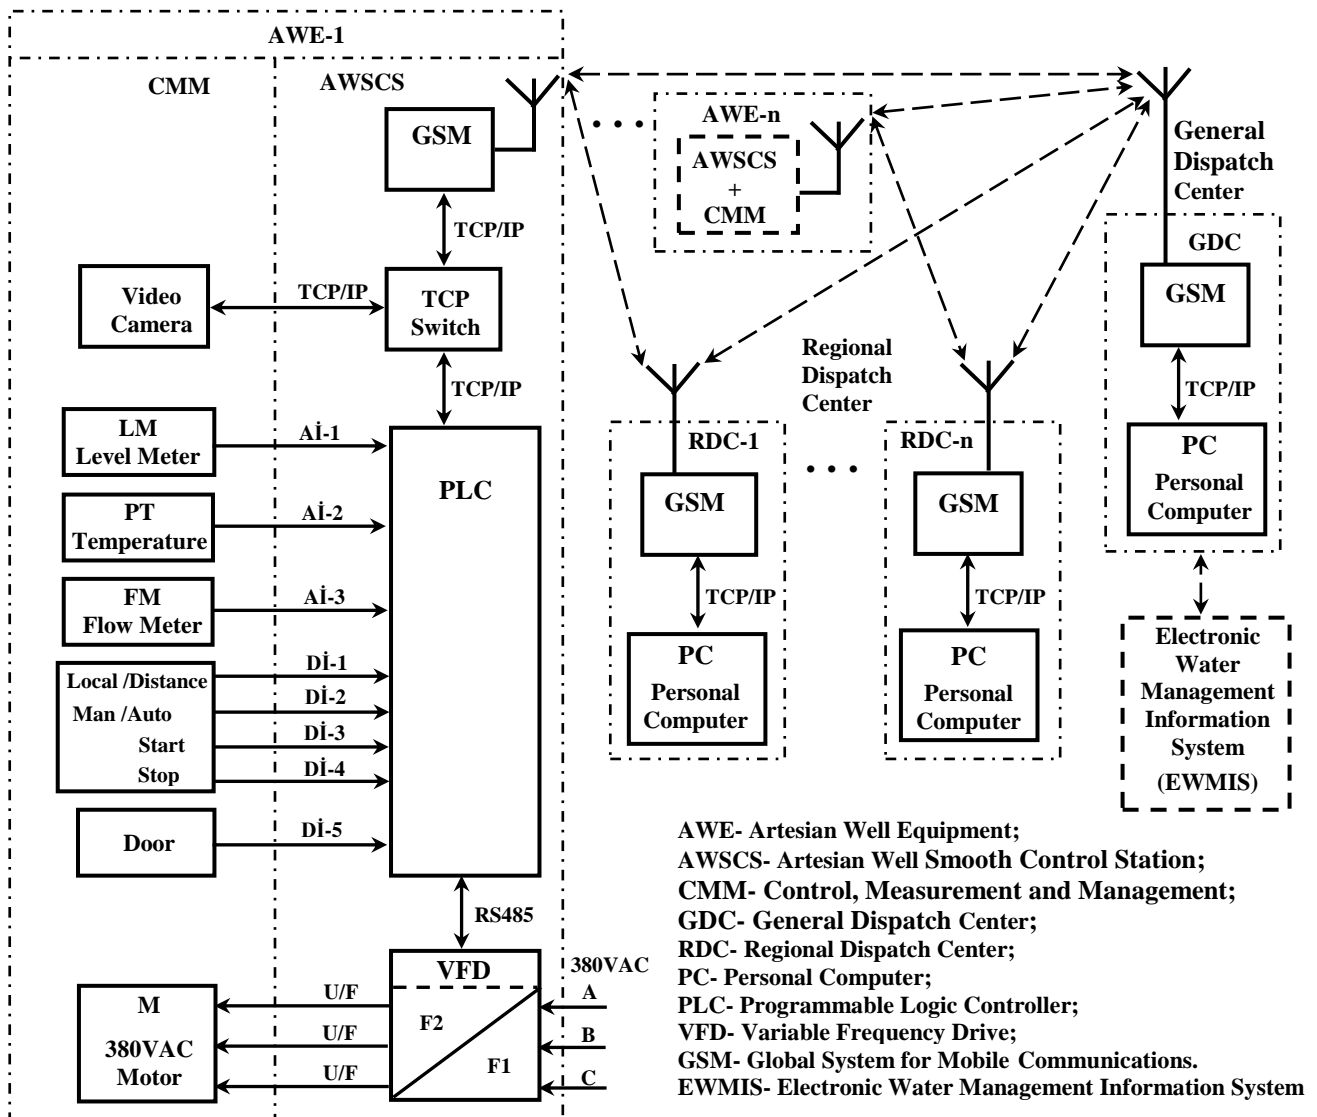 AWE-1
CMM
AWSCS
GSM
TCP/IP
Video
Camera
TCP/IP
TCP
Switch
TCP/IP
LM
Level Meter
Aİ-1
PLC
PT
Temperature
Aİ-2
FM
Flow Meter
Aİ-3
Local /Distance
Dİ-1
Man /Auto
Dİ-2
Start
Dİ-3
Stop
Dİ-4
Door
Dİ-5
RS485
VFD
380VAC
M
380VAC
Motor
U/F
U/F
U/F
F2
F1
A
B
C
AWE-n
AWSCS
+
CMM
General
Dispatch
Center
GDC
GSM
TCP/IP
PC
Personal
Computer
Regional
Dispatch
Center
RDC-1
GSM
TCP/IP
PC
Personal
Computer
RDC-n
GSM
TCP/IP
PC
Personal
Computer
Electronic
Water
Management
Information
System
(EWMIS)
AWE- Artesian Well Equipment;
AWSCS- Artesian Well Smooth Control Station;
CMM- Control, Measurement and Management;
GDC- General Dispatch Center;
RDC- Regional Dispatch Center;
PC- Personal Computer;
PLC- Programmable Logic Controller;
VFD- Variable Frequency Drive;
GSM- Global System for Mobile Communications.
EWMIS- Electronic Water Management Information System